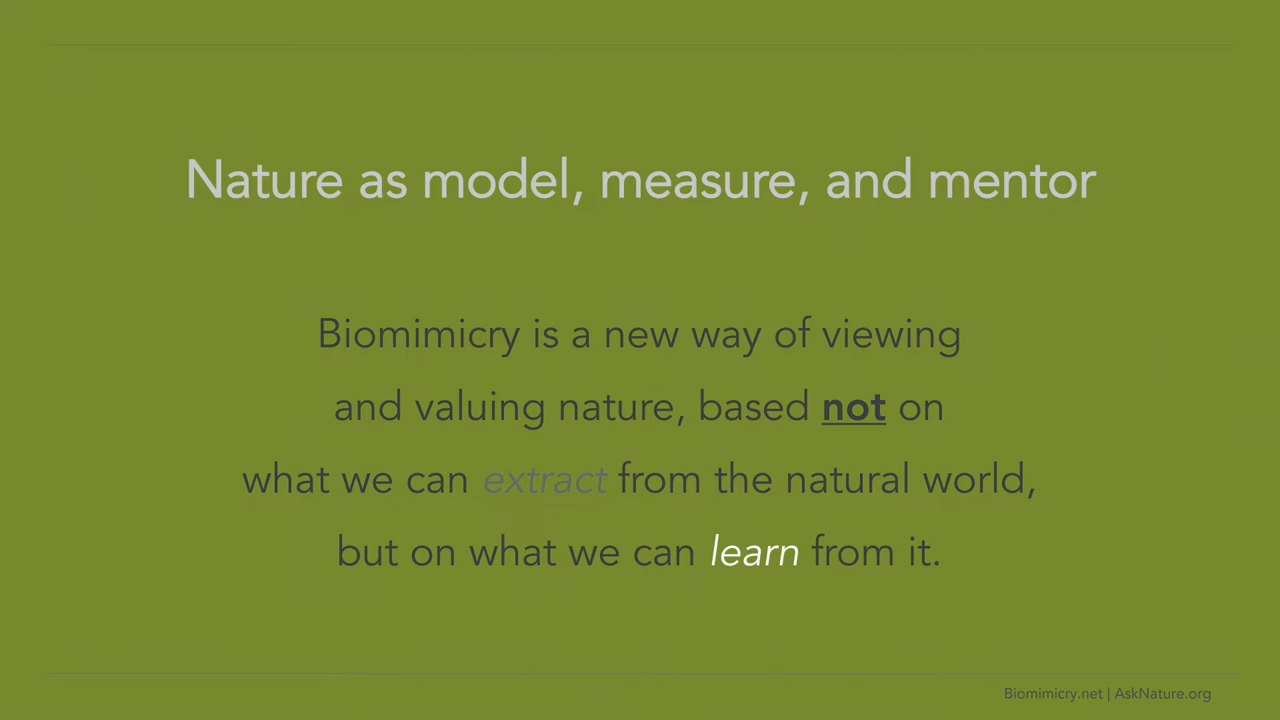 Nature as model, measure, and mentor
Biomimicry is a new way of viewing
and valuing nature, based not on
what we can extract from the natural world,
but on what we can learn from it.
Biomimicry.net | AskNature.org